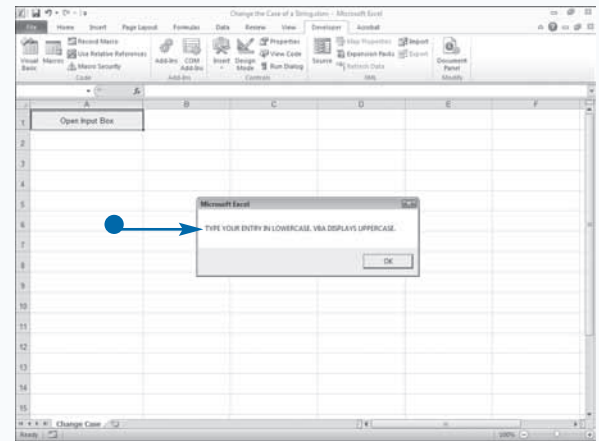 Change the Case of a String.xlsm - Microsoft Excel
File Home Insert Page Layout Formulas Data Review View Developer Acrobat
Visual Basic
Macros
Record Macro
Use Relative References
Macro Security
Code
Add-Ins
COM Add-Ins
Add-Ins
Insert
Design Mode
Properties
View Code
Run Dialog
Controls
Source
Map Properties
Expansion Packs
Refresh Data
Import
Export
XML
Document Panel
Modify
fx
A B C D E F
1 Open Input Box
2
3
4
5
Microsoft Excel
6
TYPE YOUR ENTRY IN LOWERCASE. VBA DISPLAYS UPPERCASE.
7
OK
8
9
10
11
12
13
14
15
Change Case
Ready
100%